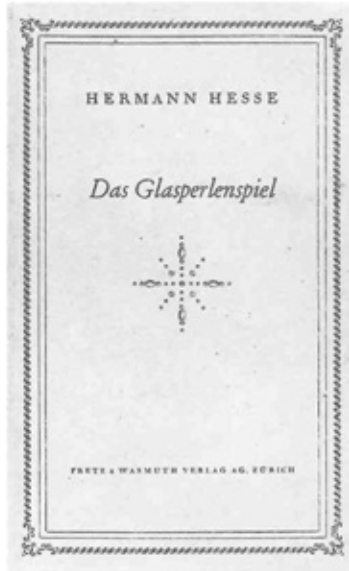 HERMANN HESSE
Das Glasperlenspiel
FRETZ & WASMUTH VERLAG AG. ZÜRICH